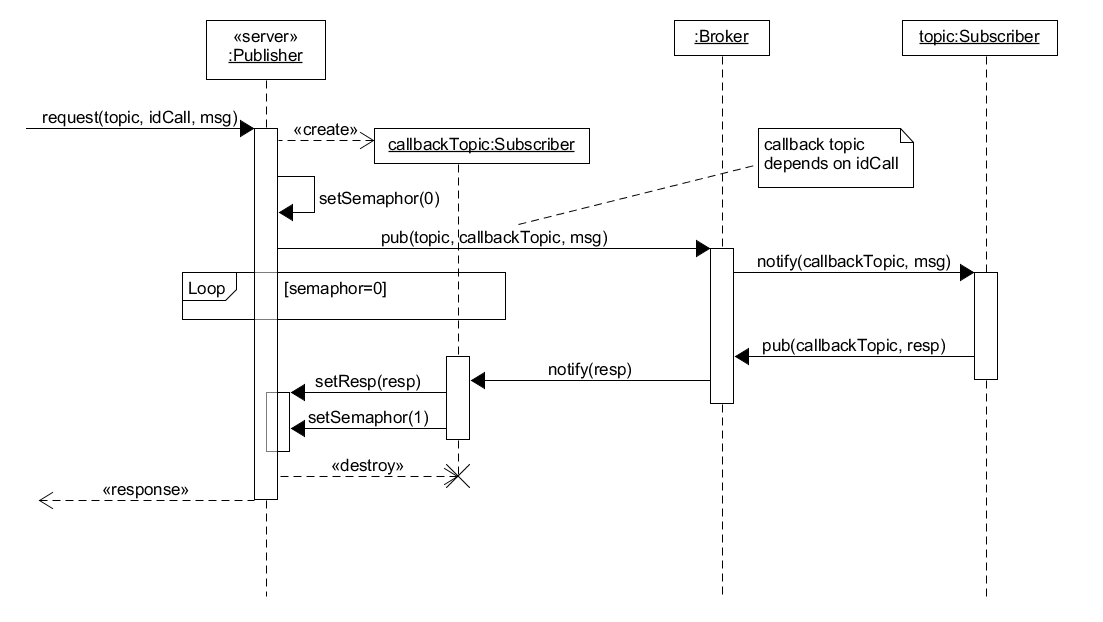 «server»
:Publisher
:Broker
topic:Subscriber
request(topic, idCall, msg)
«create»
callbackTopic:Subscriber
callback topic
depends on idCall
setSemaphor(0)
pub(topic, callbackTopic, msg)
notify(callbackTopic, msg)
Loop
[semaphor=0]
pub(callbackTopic, resp)
notify(resp)
setResp(resp)
setSemaphor(1)
«destroy»
«response»